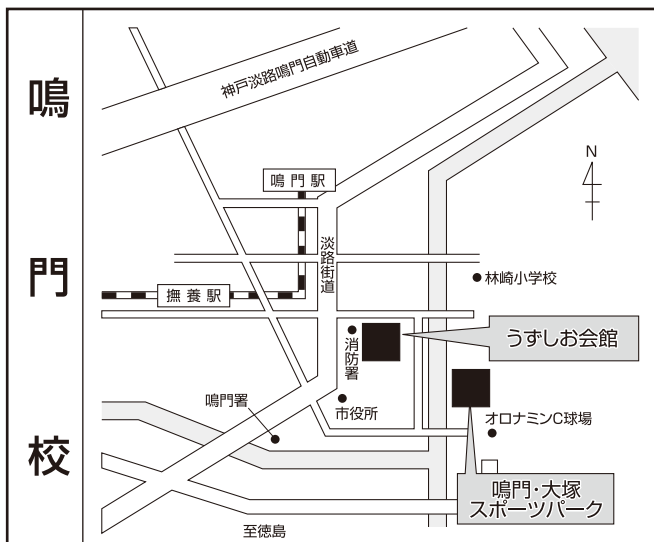 鳴門校
神戸淡路鳴門自動車道
N
鳴門駅
淡路街道
林崎小学校
撫養駅
うずしお会館
消防署
鳴門署
市役所
オロナミンC球場
鳴門・大塚
スポーツパーク
至徳島